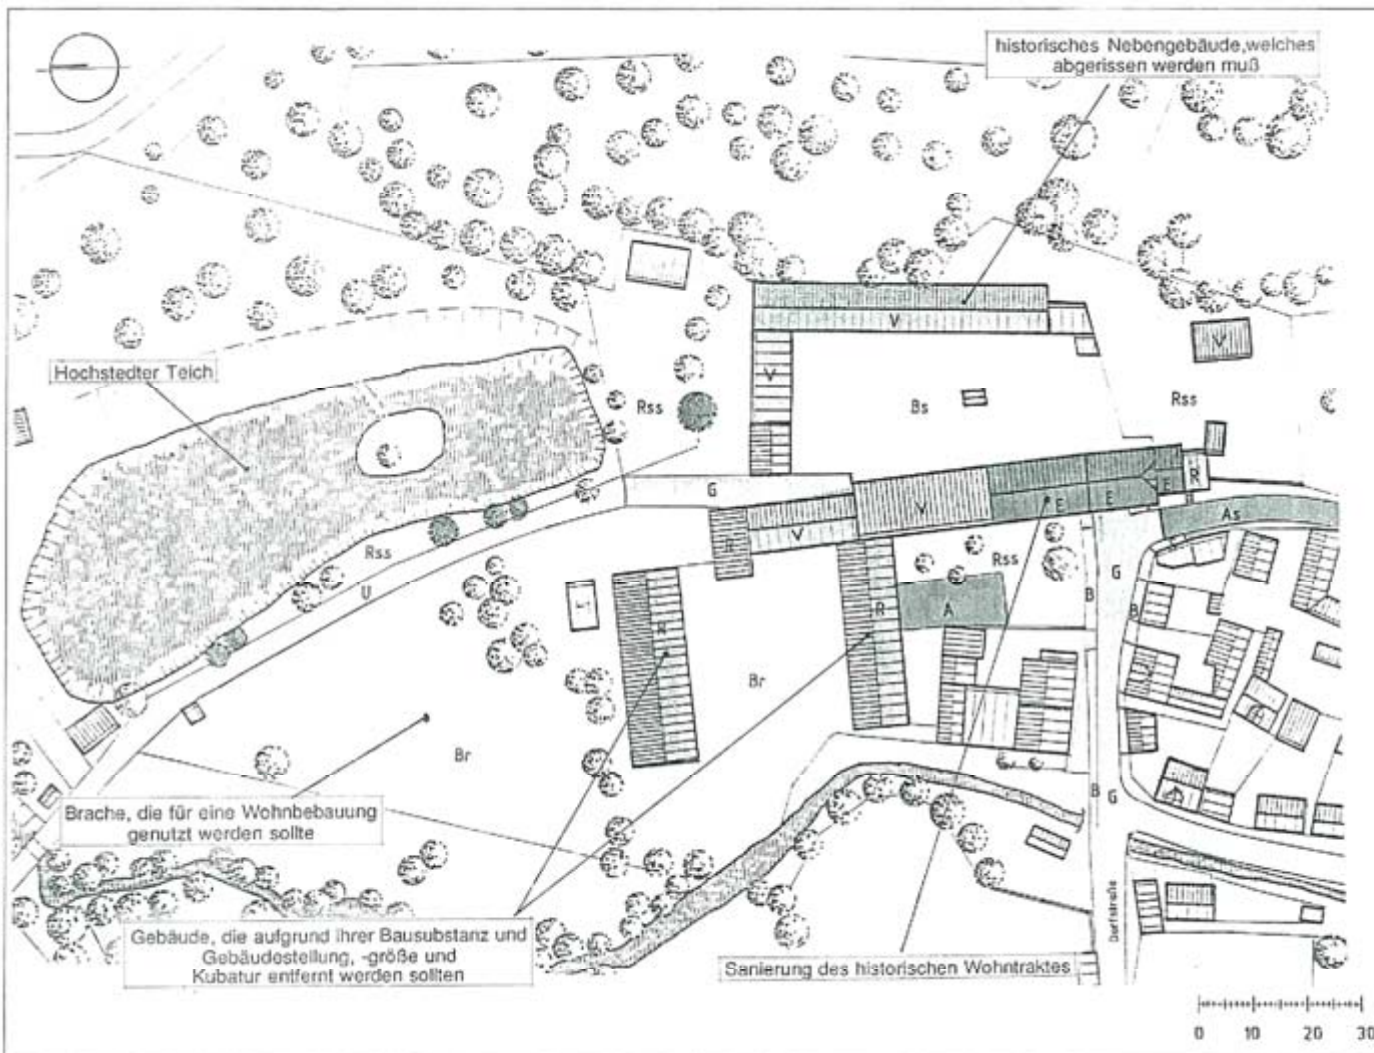 historisches Nebengebäude,welches
abgerissen werden muß
Hochstedter Teich
V
V
V
Rss
Bs
Rss
G
V
V
E
E
E
R
As
Rss
U
R
A
Rss
G
B
B
R
Br
Br
B
G
Brache, die für eine Wohnbebauung
genutzt werden sollte
Gebäude, die aufgrund ihrer Bausubstanz und
Gebäudestellung, -größe und
Kubatur entfernt werden sollten
Sanierung des historischen Wohntraktes
Dorfstraße
0 10 20 30